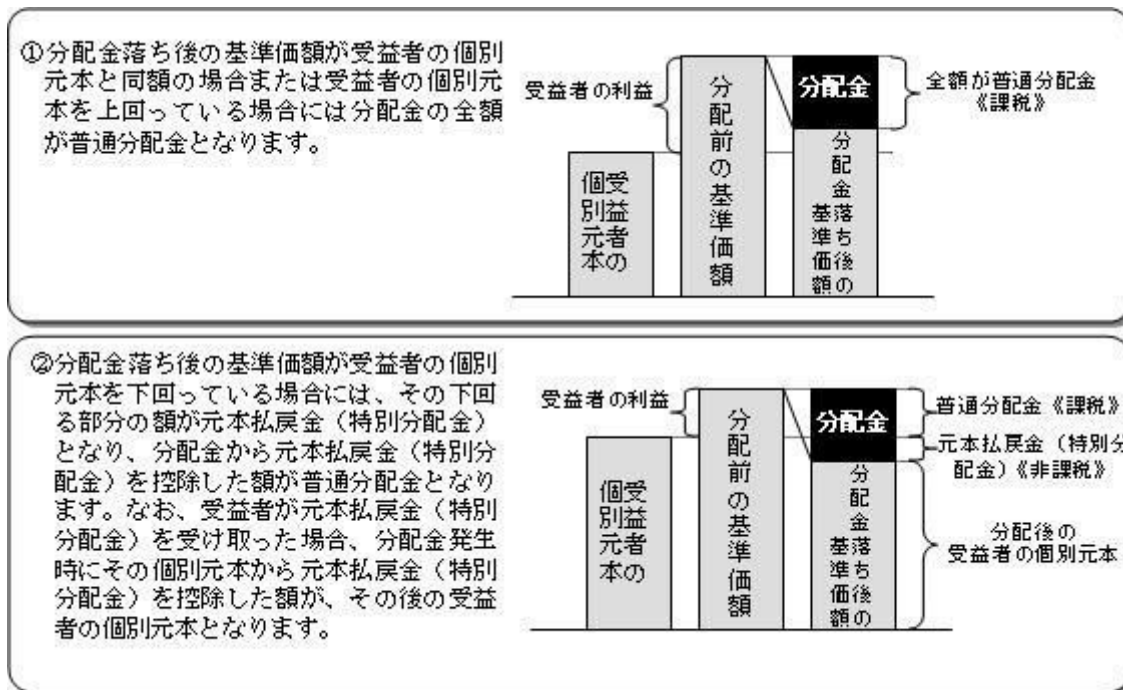 ①分配金落ち後の基準価額が受益者の個別
元本と同額の場合または受益者の個別元
本を上回っている場合には分配金の全額
が普通分配金となります。
受益者の利益
受益者の
個別元本
分配前の基準価額
分配金
分配金落ち後の
基準価額
全額が普通分配金
《課税》
②分配金落ち後の基準価額が受益者の個別
元本を下回っている場合には、その下回
る部分の額が元本払戻金（特別分配金）
となり、分配金から元本払戻金（特別分
配金）を控除した額が普通分配金となり
ます。なお、受益者が元本払戻金（特別
分配金）を受け取った場合、分配金発生
時にその個別元本から元本払戻金（特別
分配金）を控除した額が、その後の受益
者の個別元本となります。
受益者の利益
受益者の
個別元本
分配前の基準価額
分配金
分配金落ち後の
基準価額
普通分配金《課税》
元本払戻金（特別分
配金）《非課税》
分配後の
受益者の個別元本